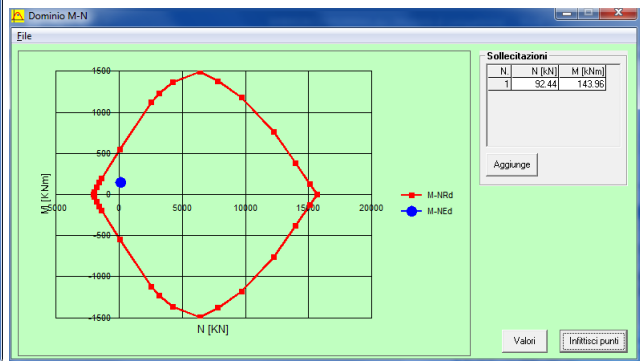 Dominio M-N
File
Sollecitazioni
N. N [kN] M [kNm]
1 92.44 143.96
Aggiunge
1500
1000
500
0
-5000 0 5000 10000 15000 20000
-500
-1000
-1500
M [KNm]
N [KN]
M-NRd
M-NEd
Valori Infittisci punti